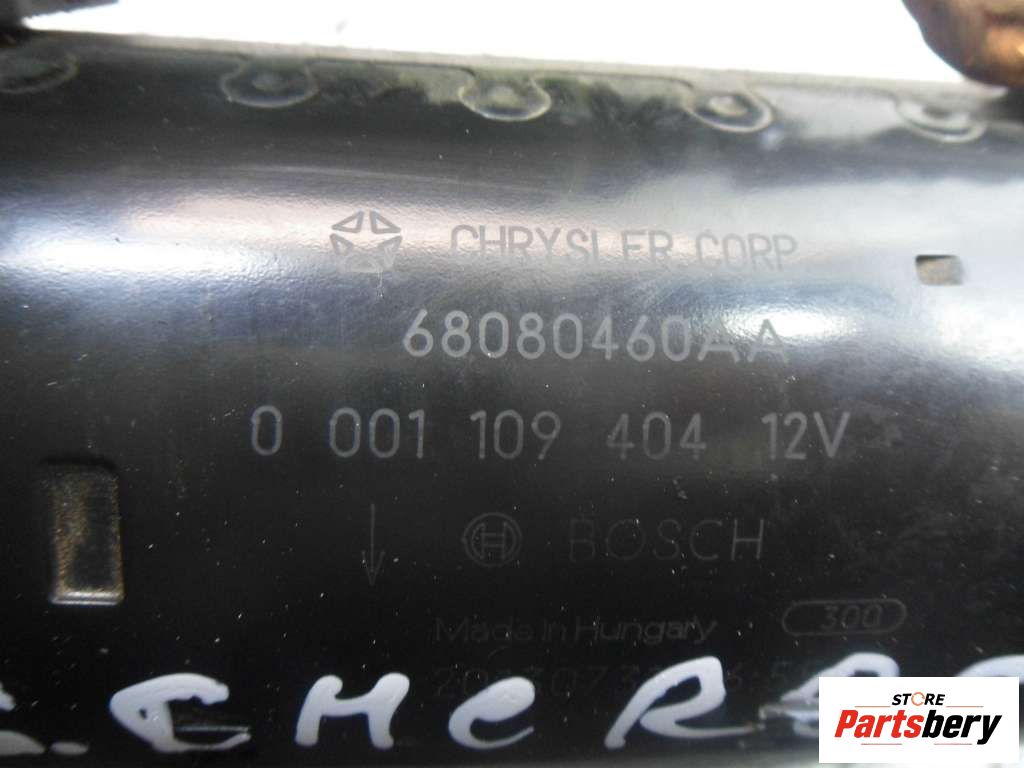 CHRYSLER CORP
68080460AA
0 001 109 404 12V
BOSCH
Made in Hungary
300
STORE
Partsbery